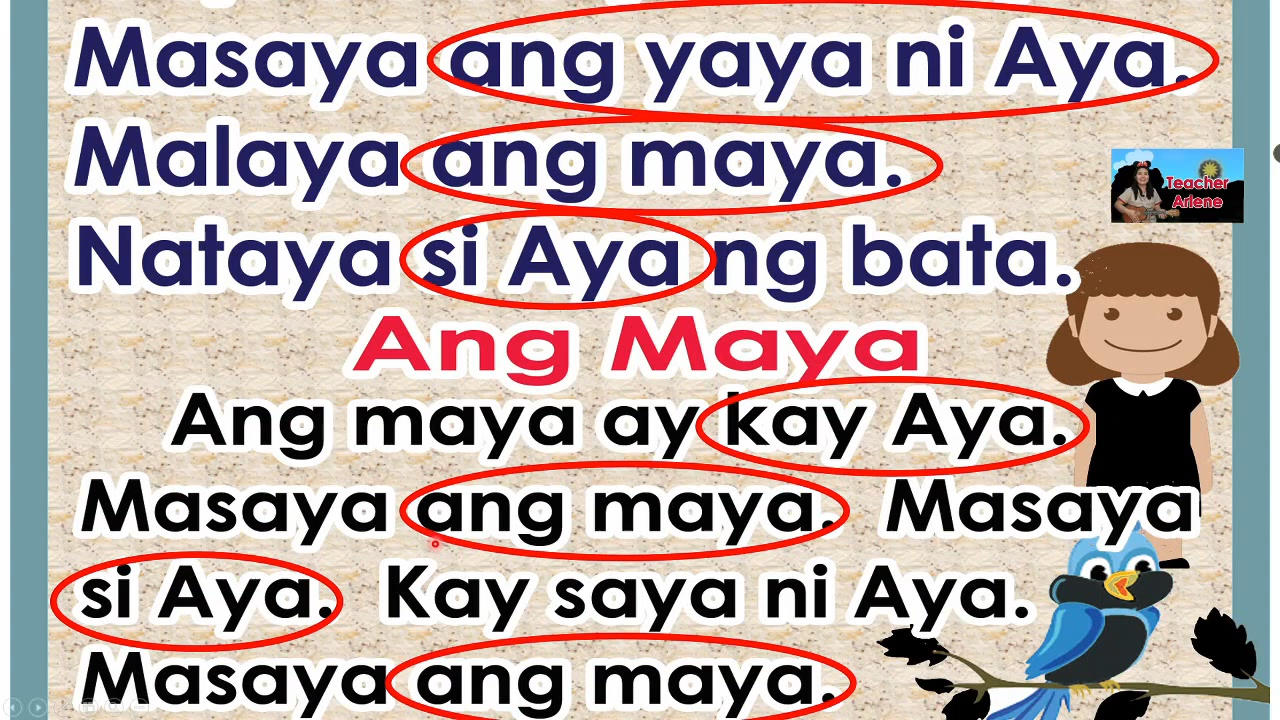 Masaya ang yaya ni Aya.
Malaya ang maya.
Teacher
Arlene
Nataya si Aya ng bata.
Ang Maya
Ang maya ay kay Aya.
Masaya ang maya. Masaya
si Aya. Kay saya ni Aya.
Masaya ang maya.